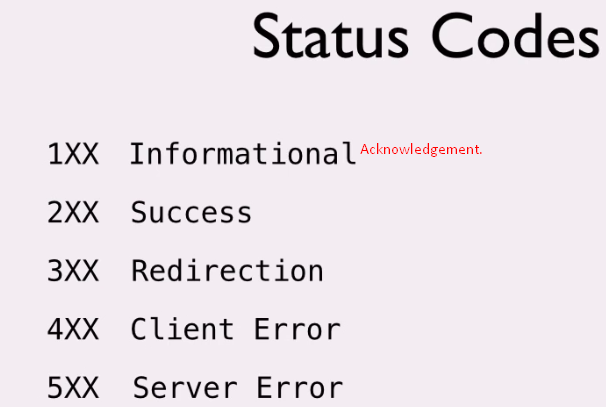 Status Codes
1XX Informational Acknowledgement.
2XX Success
3XX Redirection
4XX Client Error
5XX Server Error